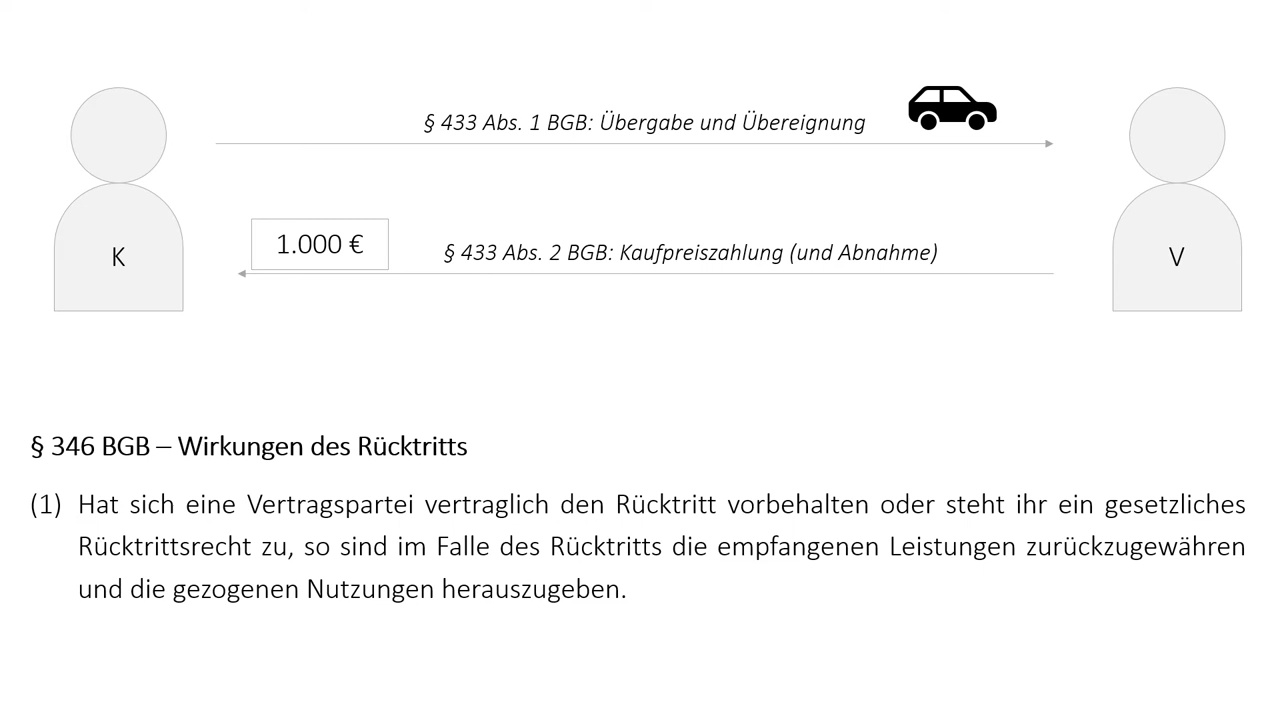 § 433 Abs. 1 BGB: Übergabe und Übereignung
K
1.000 €
§ 433 Abs. 2 BGB: Kaufpreiszahlung (und Abnahme)
V
§ 346 BGB – Wirkungen des Rücktritts
(1) Hat sich eine Vertragspartei vertraglich den Rücktritt vorbehalten oder steht ihr ein gesetzliches
Rücktrittsrecht zu, so sind im Falle des Rücktritts die empfangenen Leistungen zurückzugewähren
und die gezogenen Nutzungen herauszugeben.